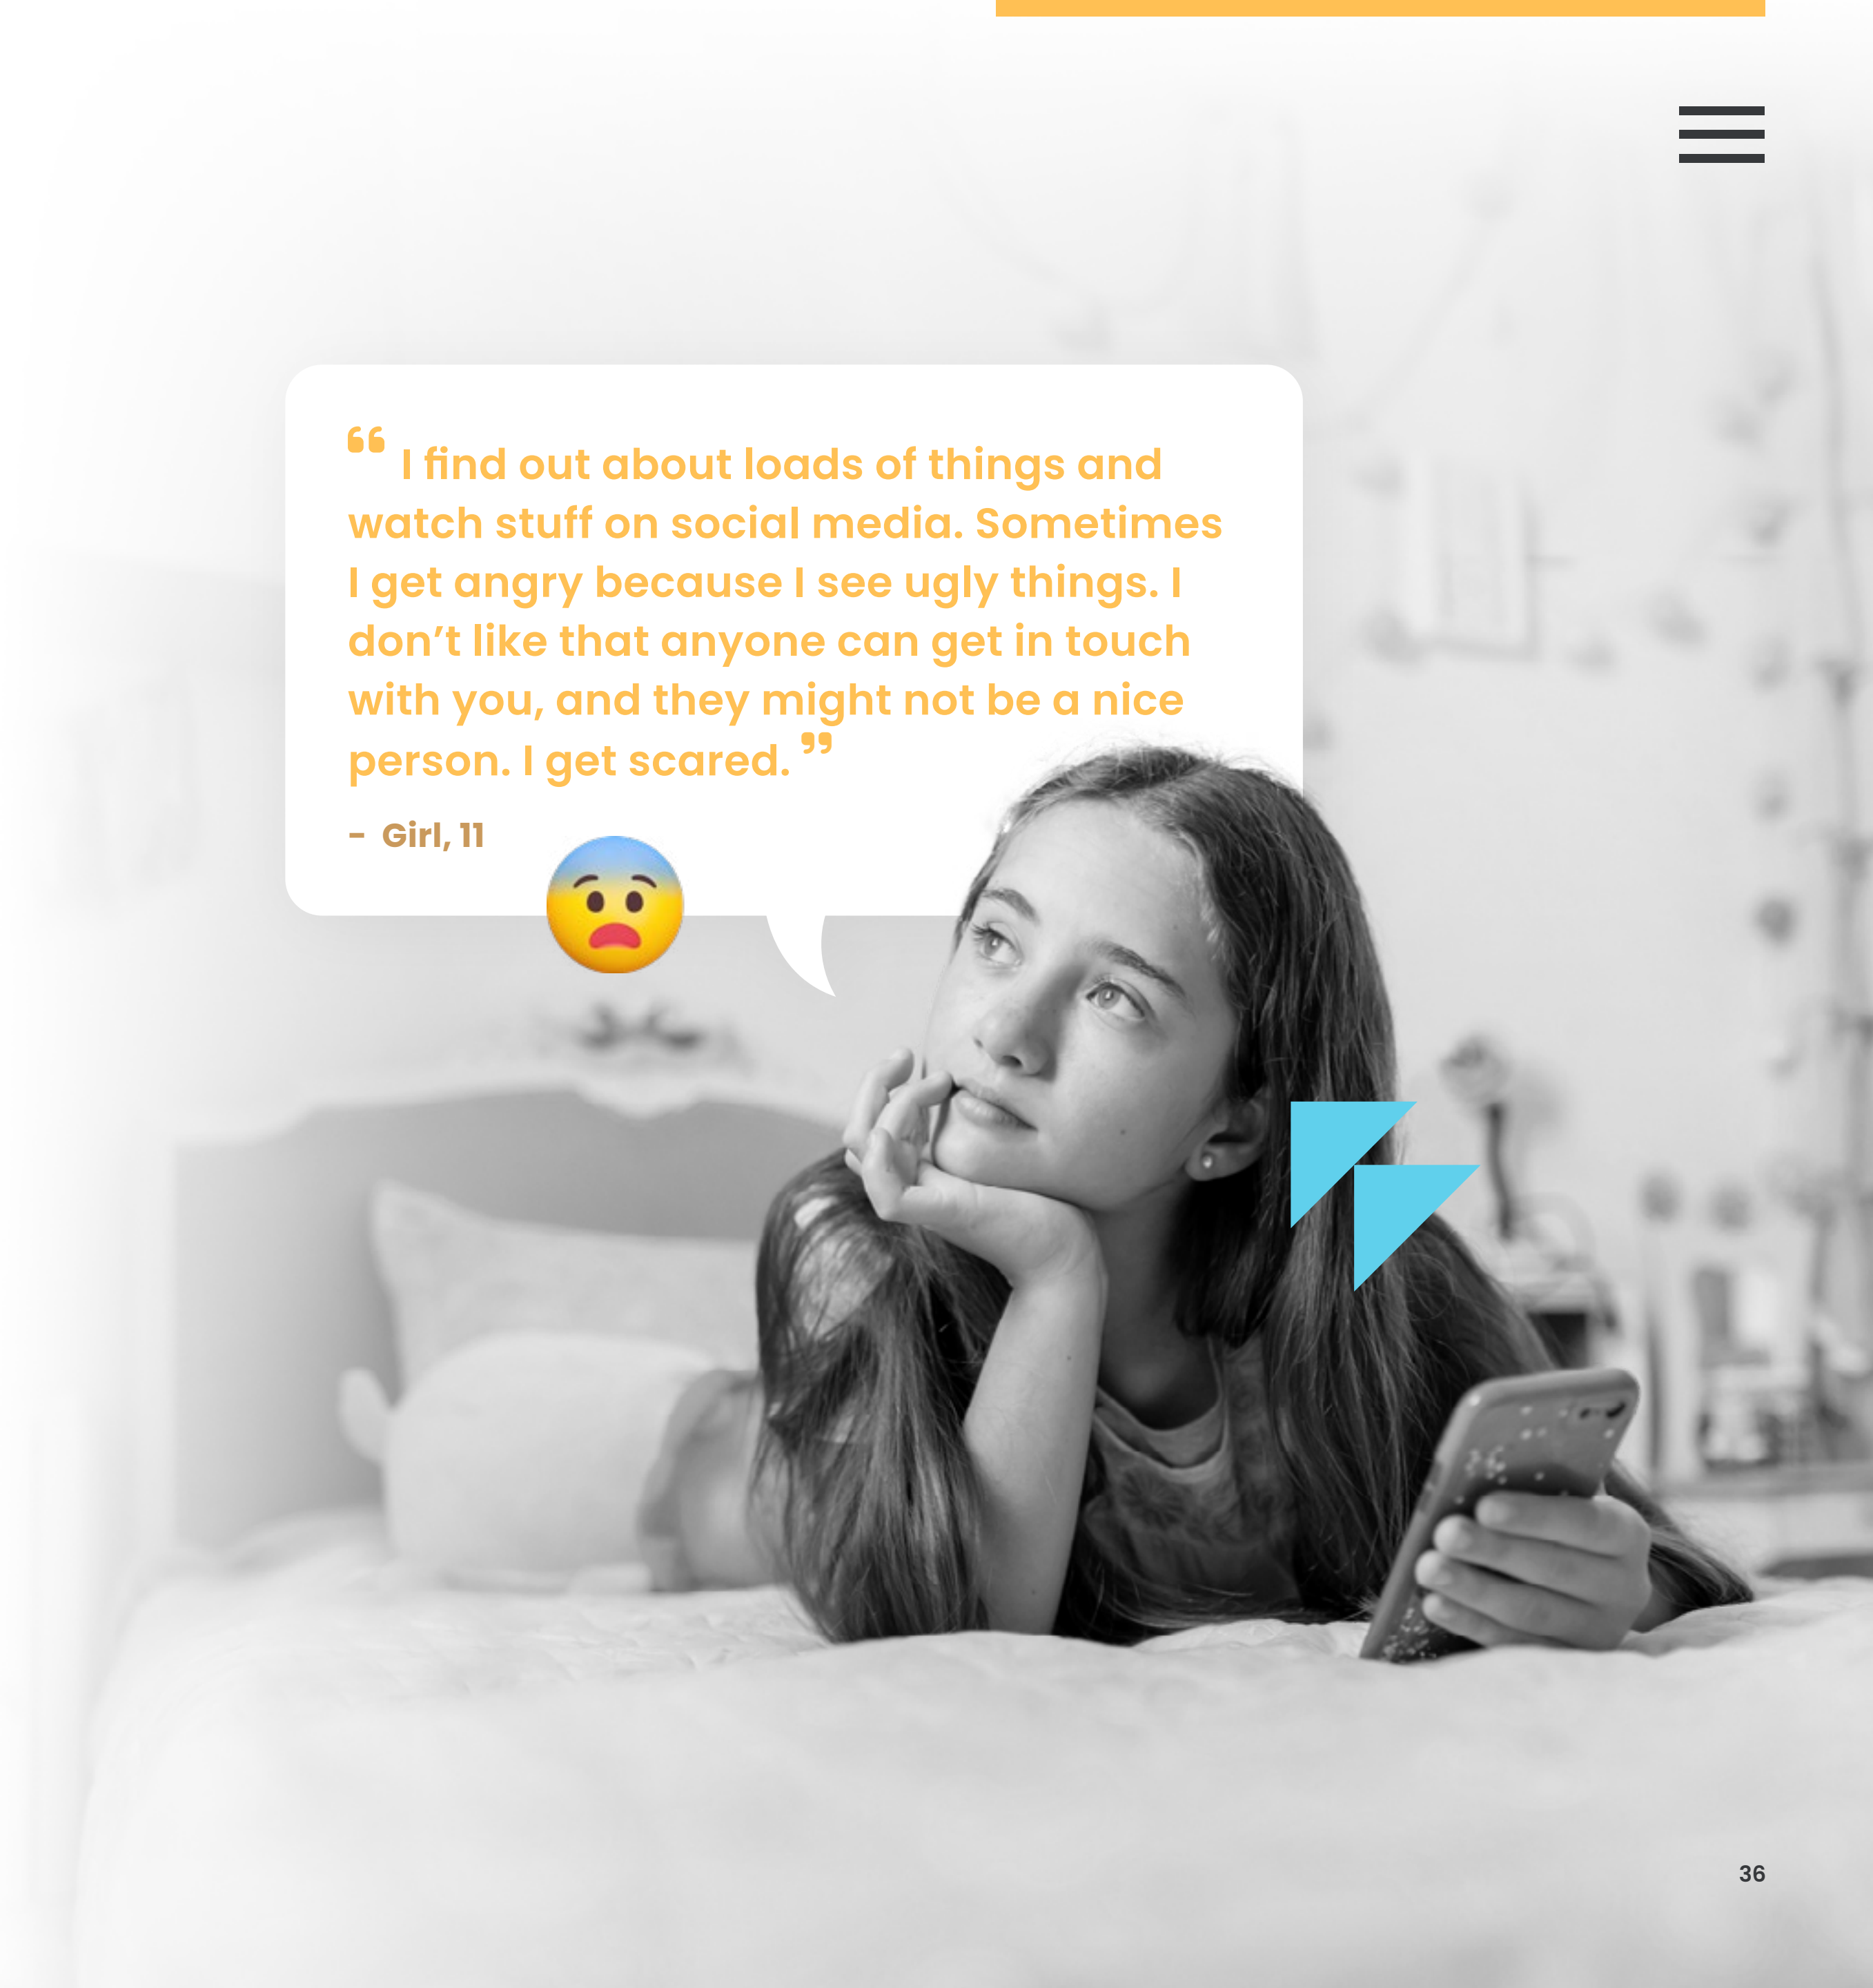 “ I find out about loads of things and
watch stuff on social media. Sometimes
I get angry because I see ugly things. I
don’t like that anyone can get in touch
with you, and they might not be a nice
person. I get scared. ”
– Girl, 11
36